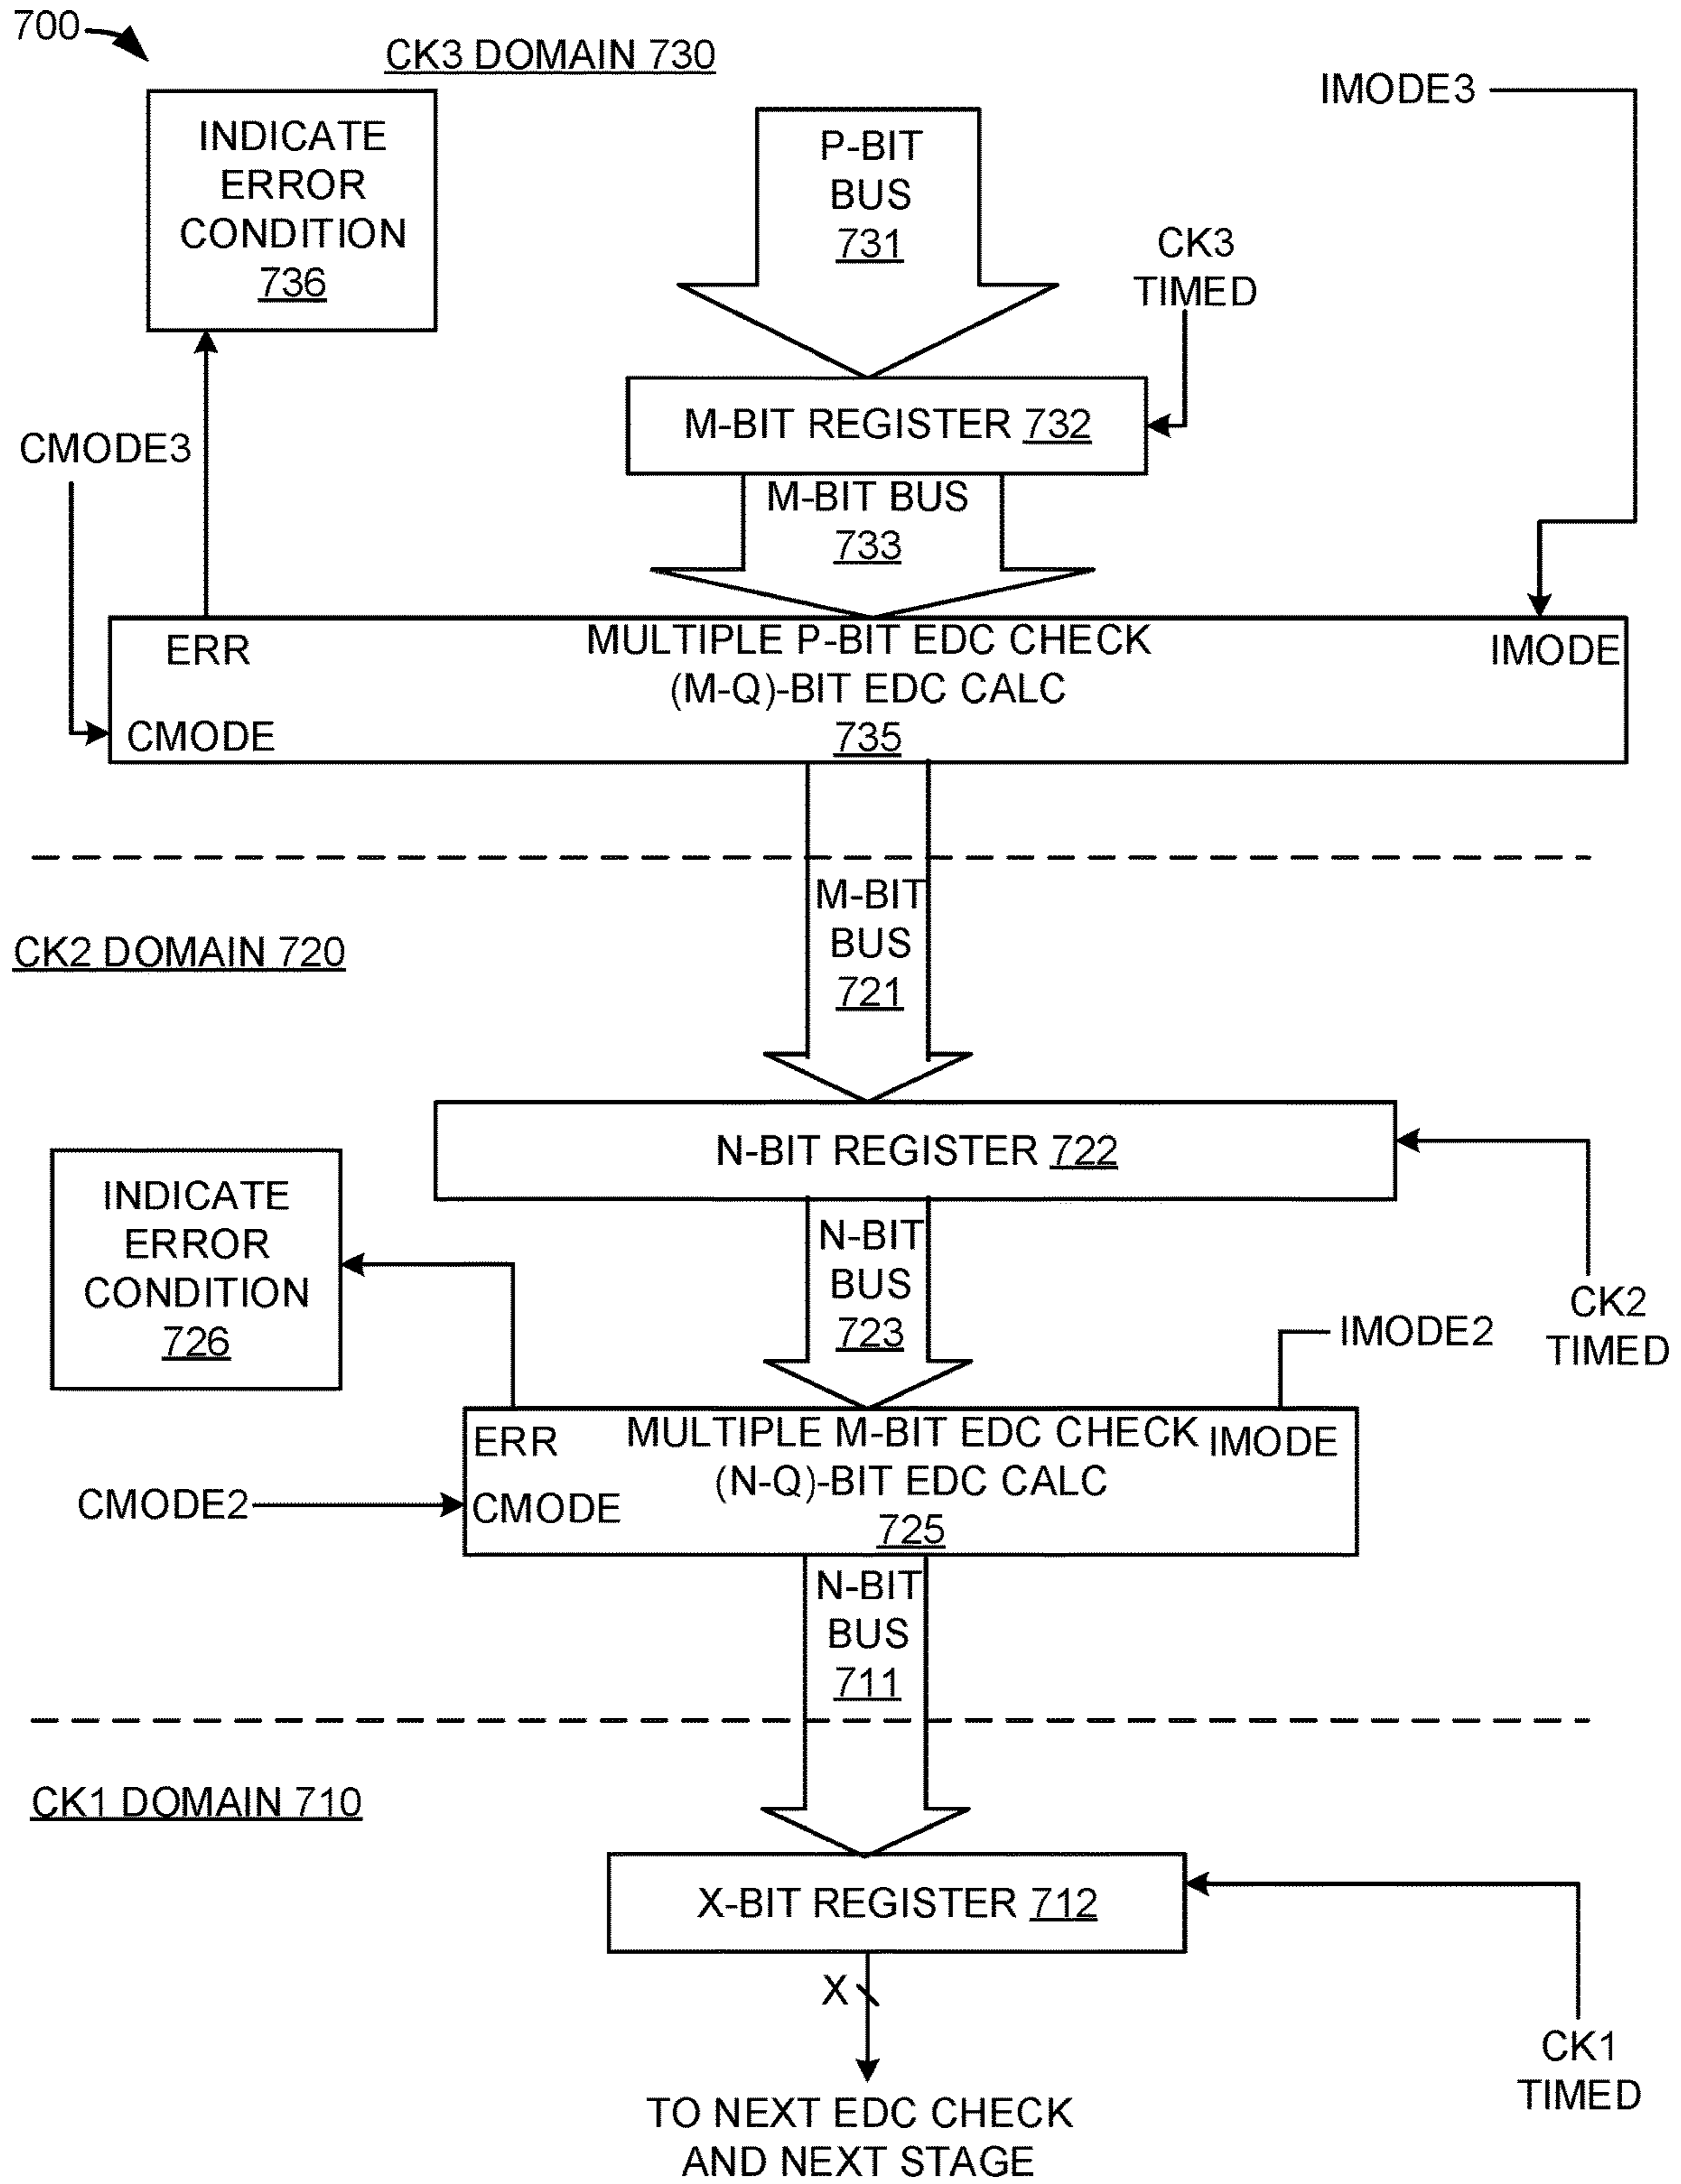 700
CK3 DOMAIN 730
IMODE3
INDICATE
ERROR
CONDITION
736
P-BIT
BUS
731
CK3
TIMED
CMODE3
M-BIT REGISTER 732
M-BIT BUS
733
ERR
MULTIPLE P-BIT EDC CHECK
IMODE
(M-Q)-BIT EDC CALC
CMODE
735
M-BIT
BUS
721
CK2 DOMAIN 720
N-BIT REGISTER 722
INDICATE
ERROR
CONDITION
726
N-BIT
BUS
723
CK2
TIMED
IMODE2
ERR
MULTIPLE M-BIT EDC CHECK
IMODE
(N-Q)-BIT EDC CALC
CMODE2
CMODE
725
N-BIT
BUS
711
CK1 DOMAIN 710
X-BIT REGISTER 712
X
CK1
TIMED
TO NEXT EDC CHECK
AND NEXT STAGE